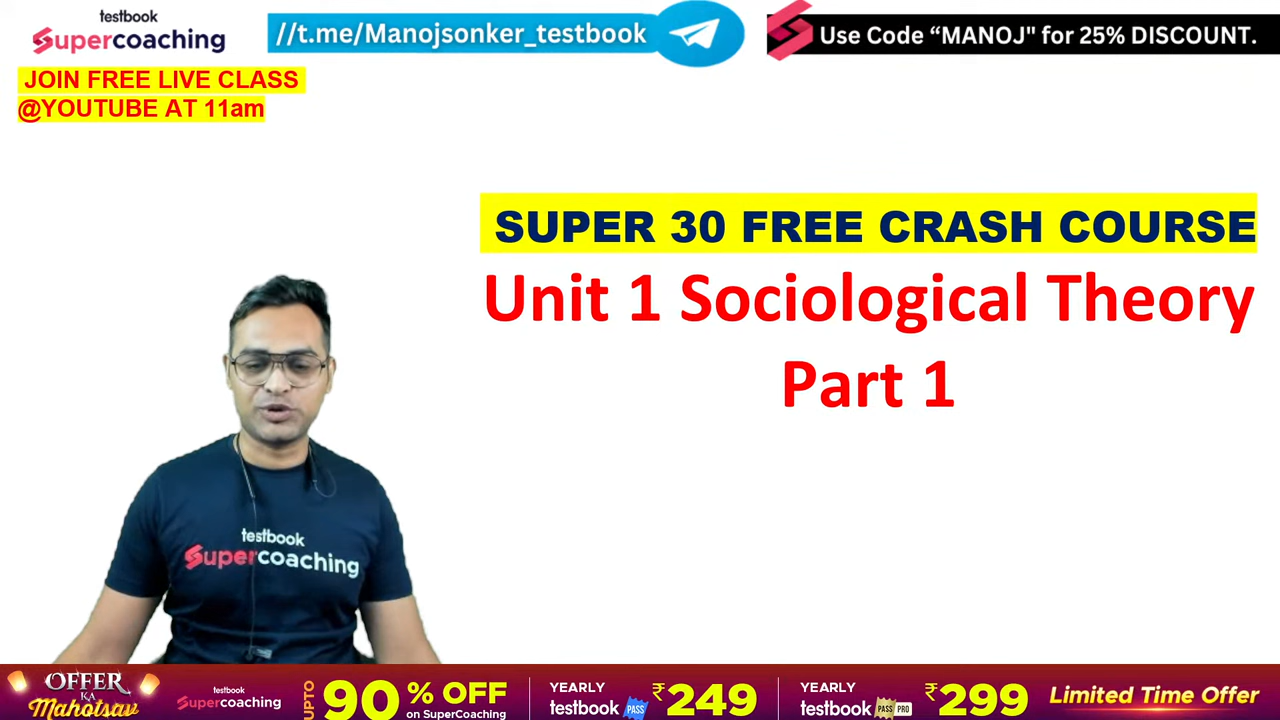 testbook
Supercoaching
//t.me/Manojsonker_testbook
Use Code “MANOJ" for 25% DISCOUNT.
JOIN FREE LIVE CLASS
@YOUTUBE AT 11am
SUPER 30 FREE CRASH COURSE
Unit 1 Sociological Theory
Part 1
testbook
Supercoaching
OFFER
KA
Mahotsav
testbook
Supercoaching
UPTO
90% OFF
on SuperCoaching
YEARLY
testbook PASS
₹249
YEARLY
testbook PASS PRO
₹299
Limited Time Offer